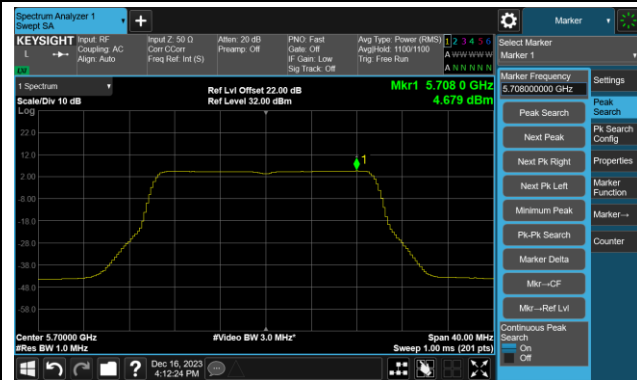 Spectrum Analyzer 1
Swept SA
Marker
KEYSIGHT
L
LXI
Input: RF
Coupling: AC
Align: Auto
Input Z: 50 Ω
Corr CCorr
Freq Ref: Int (S)
Atten: 20 dB
Preamp: Off
PNO: Fast
Gate: Off
IF Gain: Low
Sig Track: Off
Avg Type: Power (RMS)
Avg|Hold: 1100/1100
Trig: Free Run
1 2 3 4 5 6
A W W W W W
A N N N N N
Select Marker
Marker 1
1 Spectrum
Scale/Div 10 dB
Log
Ref Lvl Offset 22.00 dB
Ref Level 32.00 dBm
Mkr1 5.708 0 GHz
4.679 dBm
22.0
12.0
2.00
-8.00
-18.0
-28.0
-38.0
-48.0
-58.0
1
Center 5.70000 GHz
#Res BW 1.0 MHz
#Video BW 3.0 MHz*
Span 40.00 MHz
Sweep 1.00 ms (201 pts)
Marker Frequency
5.708000000 GHz
Peak Search
Next Peak
Next Pk Right
Next Pk Left
Minimum Peak
Pk-Pk Search
Marker Delta
Mkr→CF
Mkr→Ref Lvl
Continuous Peak
Search
On
Off
Settings
Peak
Search
Pk Search
Config
Properties
Marker
Function
Marker→
Counter
?
Dec 16, 2023
4:12:24 PM